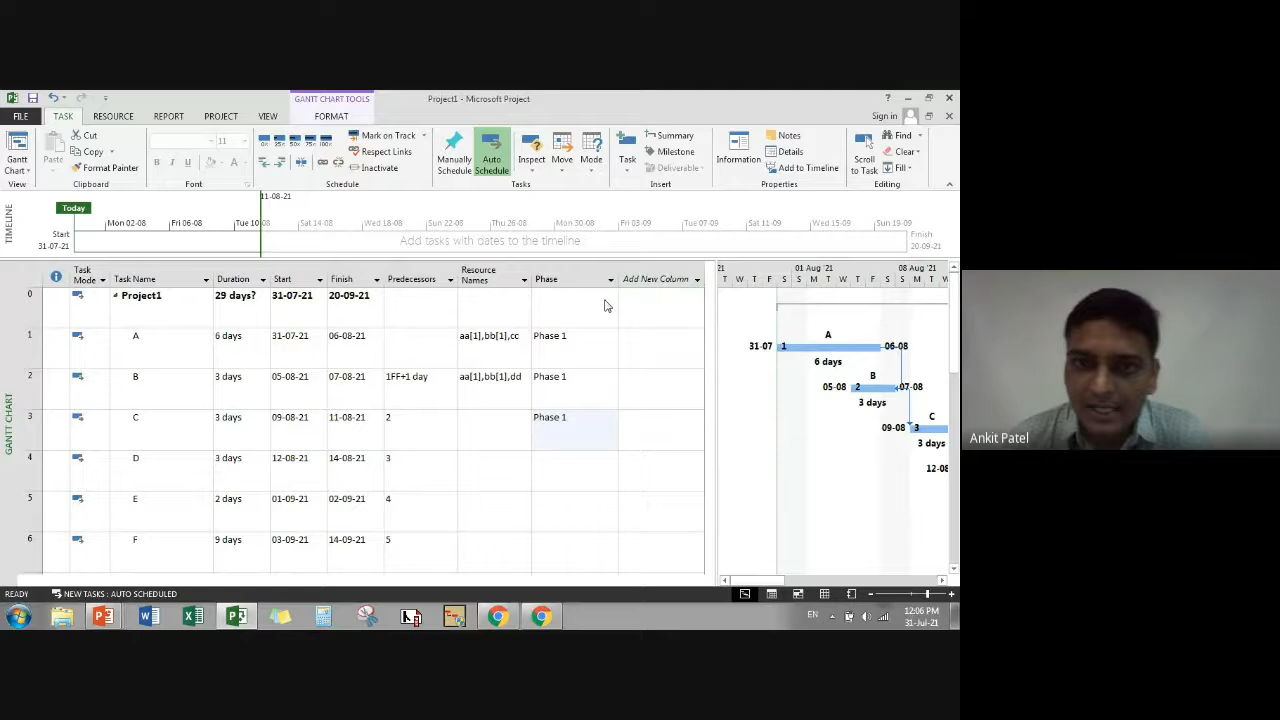 GANTT CHART TOOLS
Project1 - Microsoft Project
FILE TASK RESOURCE REPORT PROJECT VIEW FORMAT Sign in
Gantt Chart
View
Paste
Cut
Copy
Format Painter
Clipboard
11
B I U A
Font
0% 25% 50% 75% 100%
Mark on Track
Respect Links
Inactivate
Schedule
Manually Schedule
Auto Schedule
Inspect
Move
Mode
Tasks
Task
Summary
Milestone
Deliverable
Insert
Information
Notes
Details
Add to Timeline
Properties
Scroll to Task
Find
Clear
Fill
Editing
TIMELINE
11-08-21
Today
Mon 02-08 Fri 06-08 Tue 10-08 Sat 14-08 Wed 18-08 Sun 22-08 Thu 26-08 Mon 30-08 Fri 03-09 Tue 07-09 Sat 11-09 Wed 15-09 Sun 19-09
Start
31-07-21
Add tasks with dates to the timeline
Finish
20-09-21
GANTT CHART
Task Mode Task Name Duration Start Finish Predecessors Resource Names Phase Add New Column
0 Project1 29 days? 31-07-21 20-09-21
1 A 6 days 31-07-21 06-08-21 aa[1],bb[1],cc Phase 1
2 B 3 days 05-08-21 07-08-21 1FF+1 day aa[1],bb[1],dd Phase 1
3 C 3 days 09-08-21 11-08-21 2 Phase 1
4 D 3 days 12-08-21 14-08-21 3
5 E 2 days 01-09-21 02-09-21 4
6 F 9 days 03-09-21 14-09-21 5
21 01 Aug '21 08 Aug '21
T W T F S S M T W T F S S M T W T
A
31-07 1 06-08
6 days
B
05-08 2 07-08
3 days
C
09-08 3
3 days
12-08
READY NEW TASKS : AUTO SCHEDULED
EN
12:06 PM
31-Jul-21
Ankit Patel